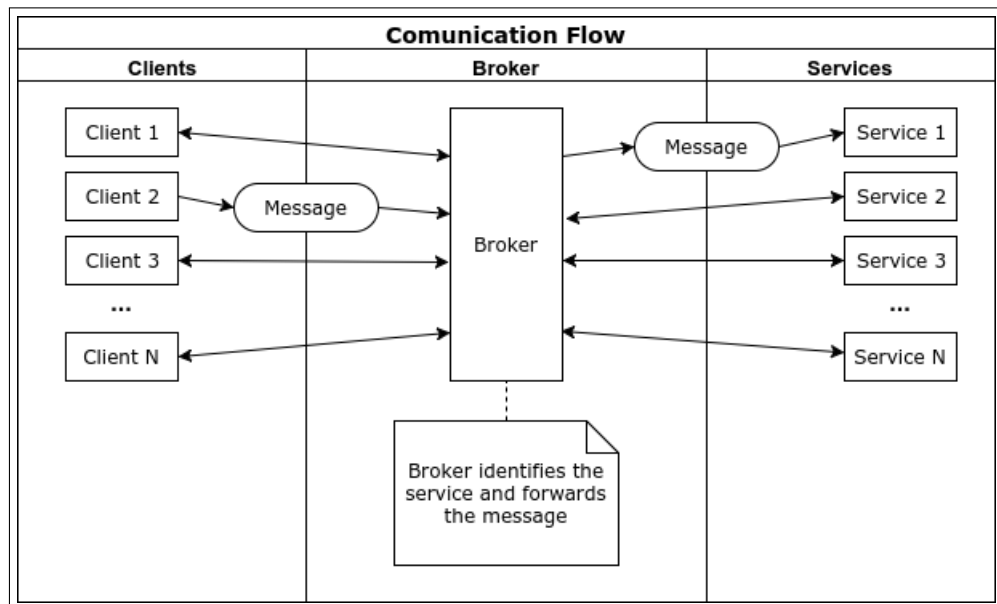 Comunication Flow
Clients
Broker
Services
Client 1
Client 2
Client 3
...
Client N
Message
Broker
Message
Service 1
Service 2
Service 3
...
Service N
Broker identifies the
service and forwards
the message